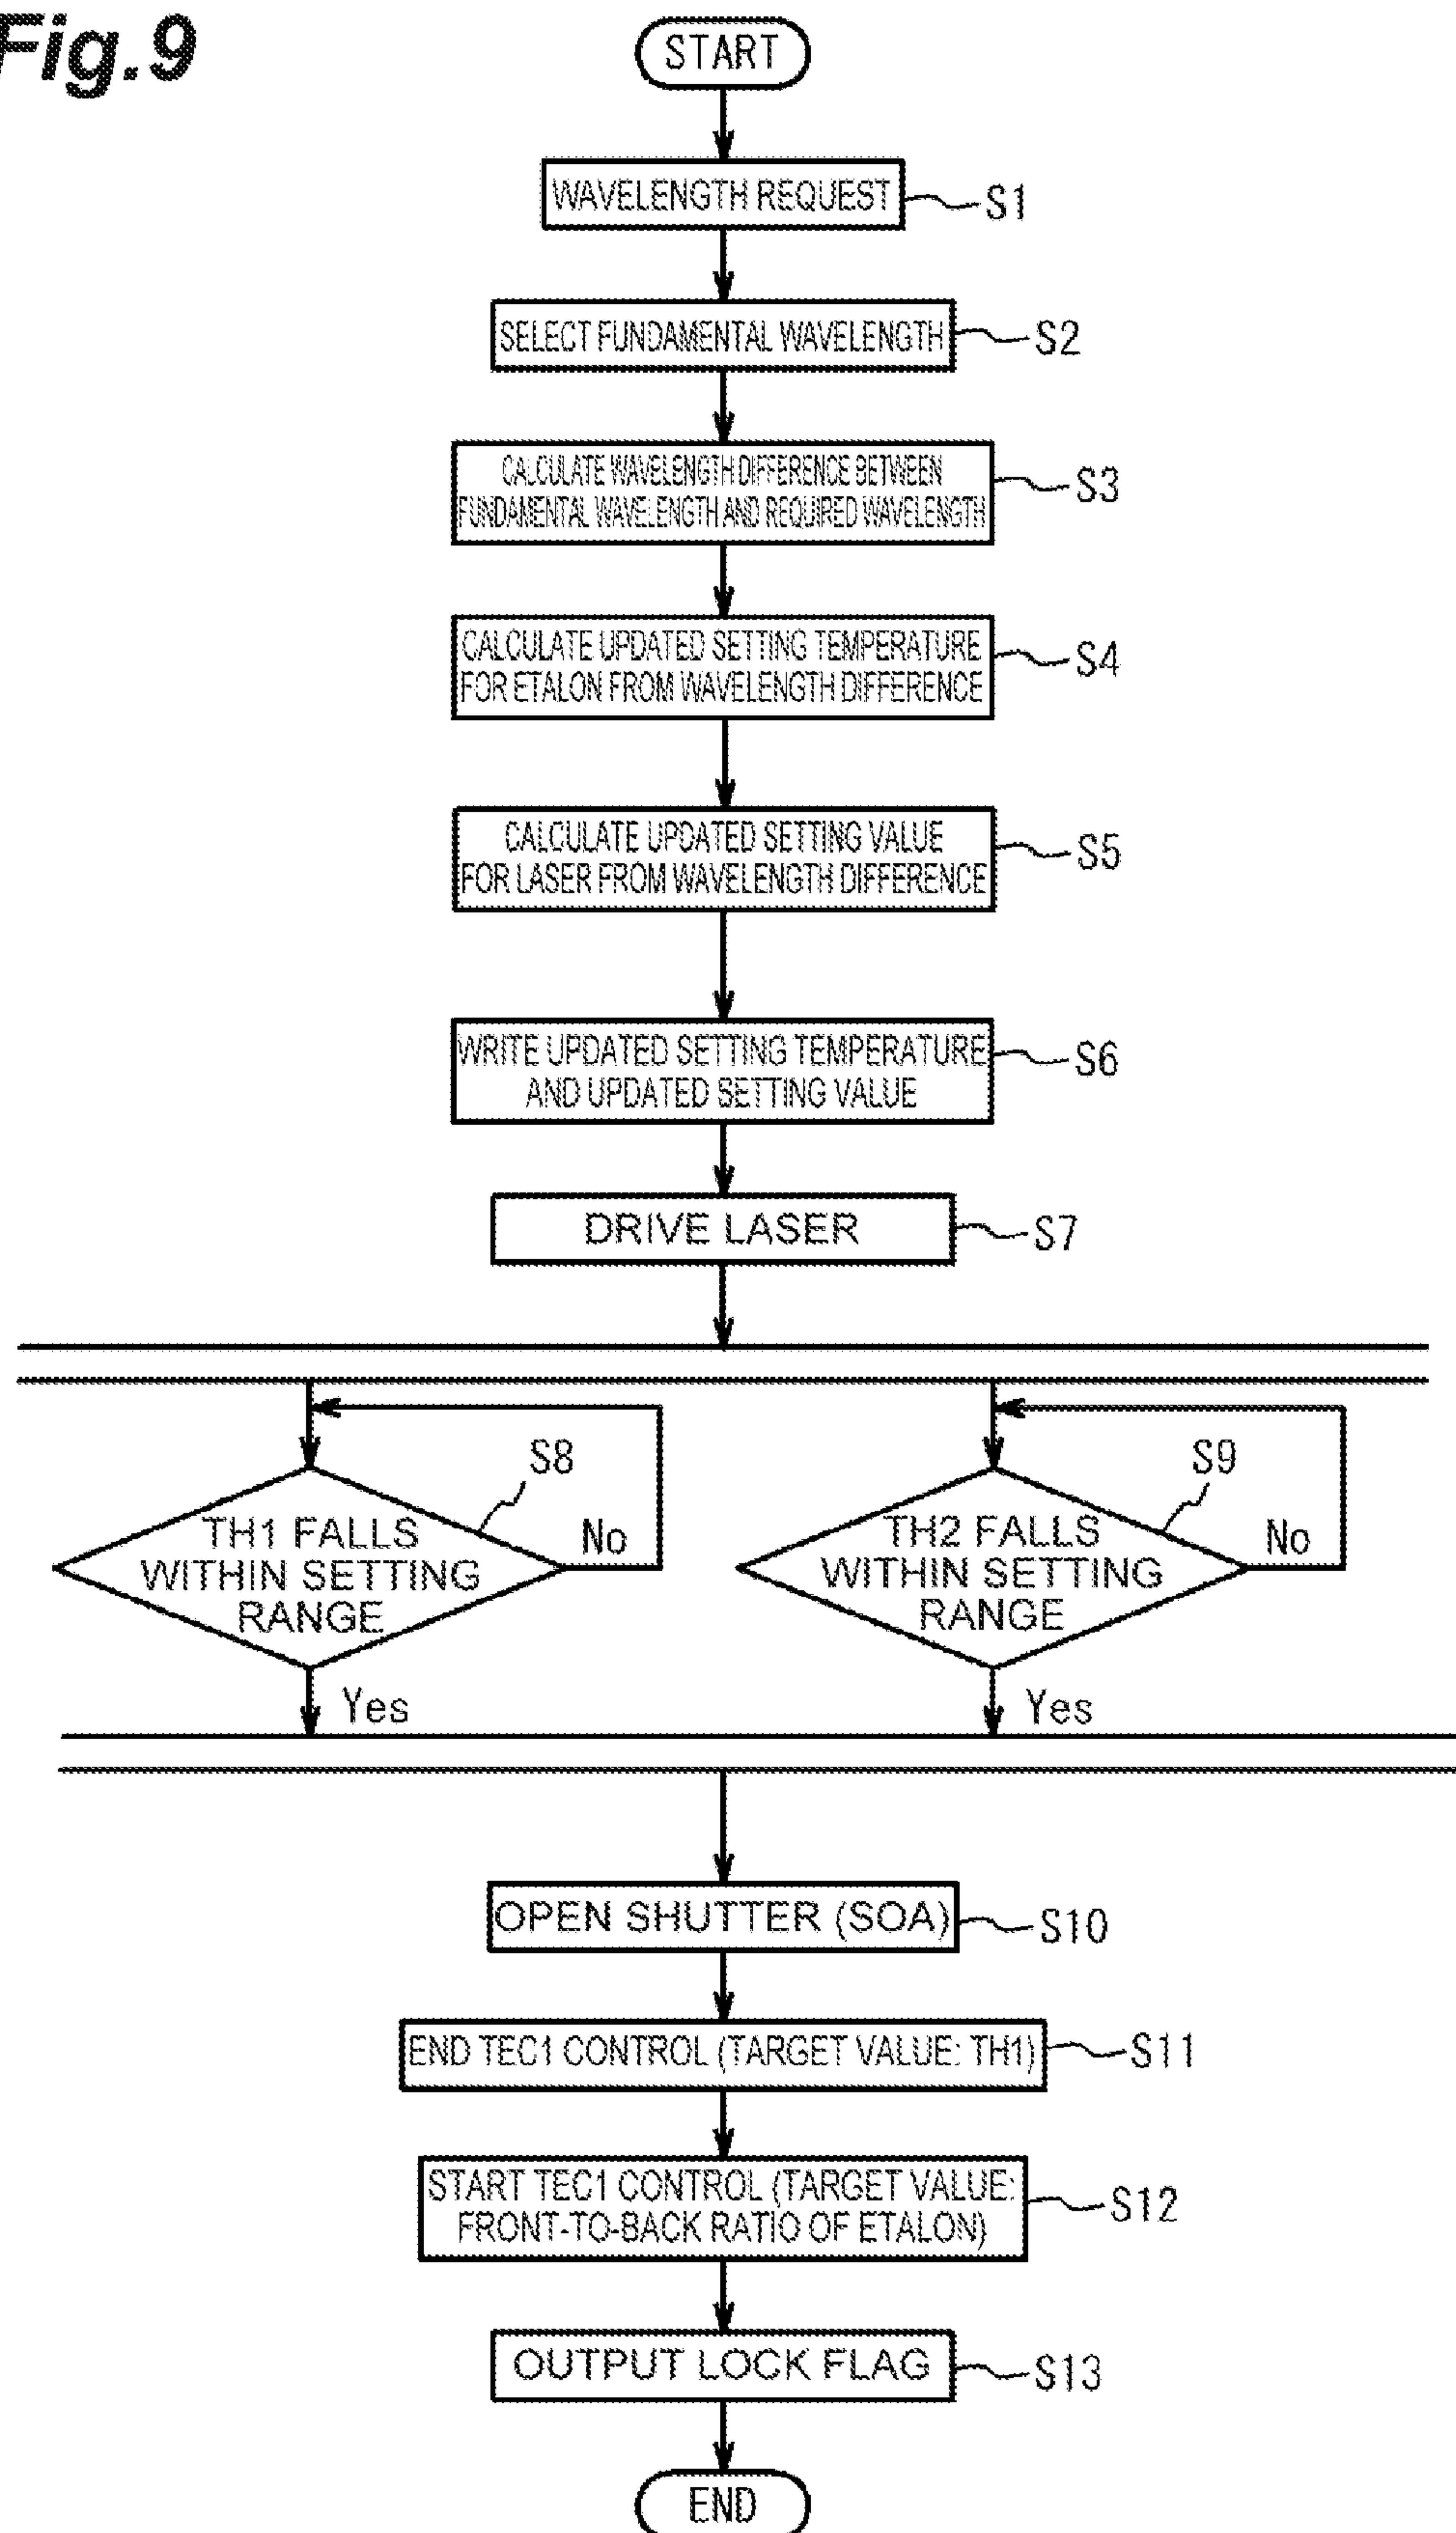 Fig.9
START
WAVELENGTH REQUEST
S1
SELECT FUNDAMENTAL WAVELENGTH
S2
CALCULATE WAVELENGTH DIFFERENCE BETWEEN
FUNDAMENTAL WAVELENGTH AND REQUIRED WAVELENGTH
S3
CALCULATE UPDATED SETTING TEMPERATURE
FOR ETALON FROM WAVELENGTH DIFFERENCE
S4
CALCULATE UPDATED SETTING VALUE
FOR LASER FROM WAVELENGTH DIFFERENCE
S5
WRITE UPDATED SETTING TEMPERATURE
AND UPDATED SETTING VALUE
S6
DRIVE LASER
S7
S8
TH1 FALLS
WITHIN SETTING
RANGE
No
Yes
S9
TH2 FALLS
WITHIN SETTING
RANGE
No
Yes
OPEN SHUTTER (SOA)
S10
END TEC1 CONTROL (TARGET VALUE: TH1)
S11
START TEC1 CONTROL (TARGET VALUE:
FRONT-TO-BACK RATIO OF ETALON)
S12
OUTPUT LOCK FLAG
S13
END